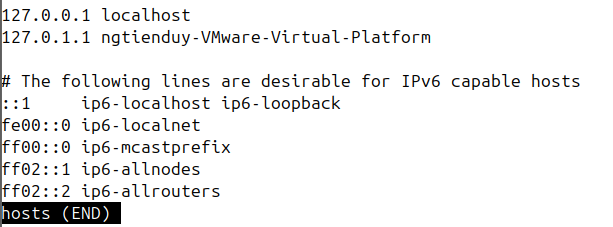 127.0.0.1 localhost
127.0.1.1 ngtienduy-VMware-Virtual-Platform

# The following lines are desirable for IPv6 capable hosts
::1     ip6-localhost ip6-loopback
fe00::0 ip6-localnet
ff00::0 ip6-mcastprefix
ff02::1 ip6-allnodes
ff02::2 ip6-allrouters
hosts (END)